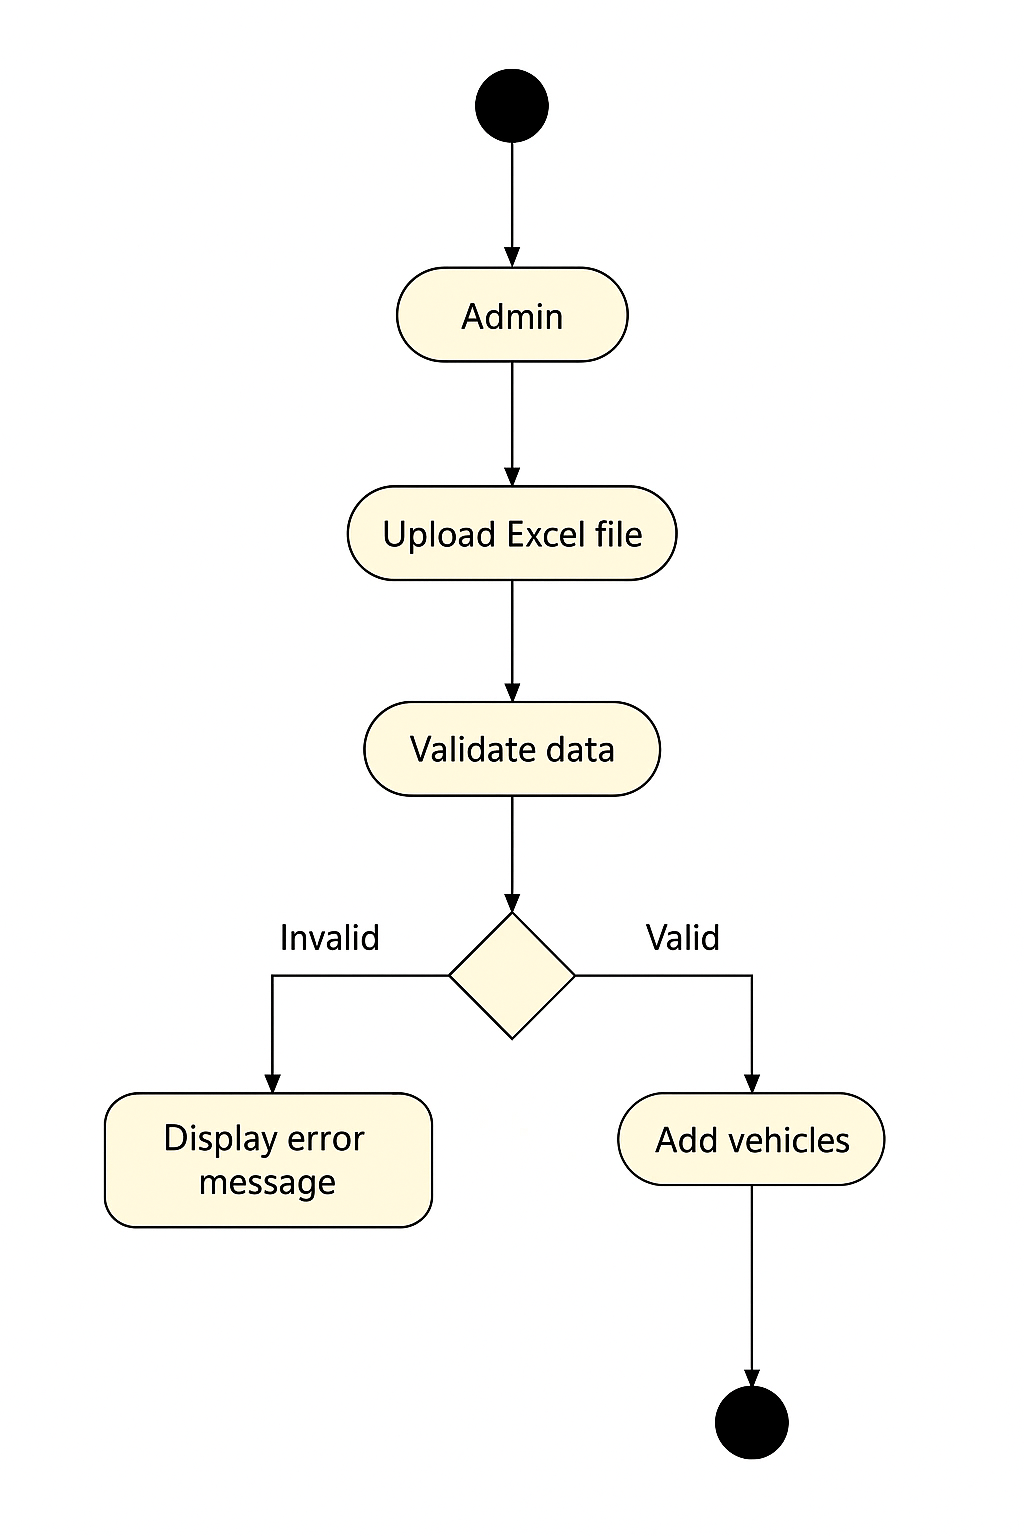 Admin
Upload Excel file
Validate data
Invalid
Valid
Display error
message
Add vehicles